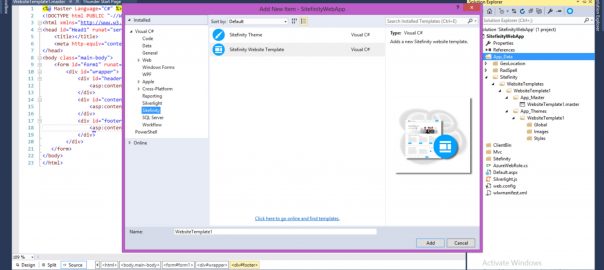 WebsiteTemplate1.master
Thunder Start Page
Add New Item - SitefinityWebApp
Solution Explorer
<%@ Master Language="C#"
<!DOCTYPE html PUBLIC "-//W
<html xmlns="http://www.w3.
<head id="Head1" runat="serv
<title></title>
<meta http-equiv="conte
</head>
<body class="main-body">
<form id="form1" runat="
<div id="wrapper">
<div id="header
<asp:conten
</div>
<div id="conten
<asp:conten
</div>
<div id="footer
<asp:conten
</div>
</div>
</form>
</body>
</html>
Installed
Visual C#
Code
Data
General
Web
Windows Forms
WPF
Apple
Cross-Platform
Reporting
Silverlight
Sitefinity
SQL Server
Workflow
PowerShell
Online
Sort by: Default
Sitefinity Theme Visual C#
Sitefinity Website Template Visual C#
Click here to go online and find templates.
Search Installed Templates (Ctrl+E)
Type: Visual C#
Adds a new Sitefinity website template.
Name: WebsiteTemplate1
Add Cancel
Search Solution Explorer
Solution 'SitefinityWebApp' (1 project)
SitefinityWebApp
Properties
References
App_Data
GeoLocation
RadSpell
Sitefinity
WebsiteTemplates
WebsiteTemplate1
App_Master
WebsiteTemplate1.master
App_Themes
WebsiteTemplate1
Global
Images
Styles
ClientBin
Mvc
Sitefinity
AzureWebRole.cs
Default.aspx
Silverlight.js
web.config
wlwmanifest.xml
Design Split Source <html> <body.main-body> <form#form1> <div#wrapper> <div#footer>
Activate Windows